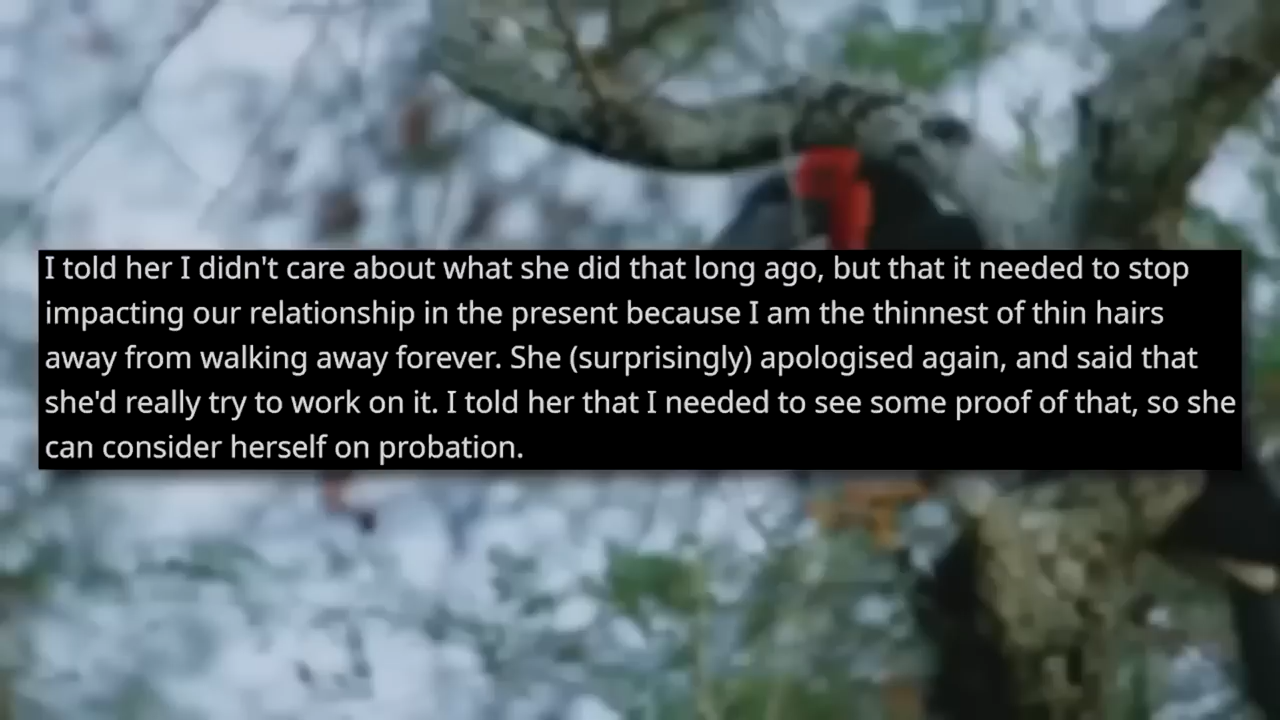 I told her I didn't care about what she did that long ago, but that it needed to stop
impacting our relationship in the present because I am the thinnest of thin hairs
away from walking away forever. She (surprisingly) apologised again, and said that
she'd really try to work on it. I told her that I needed to see some proof of that, so she
can consider herself on probation.